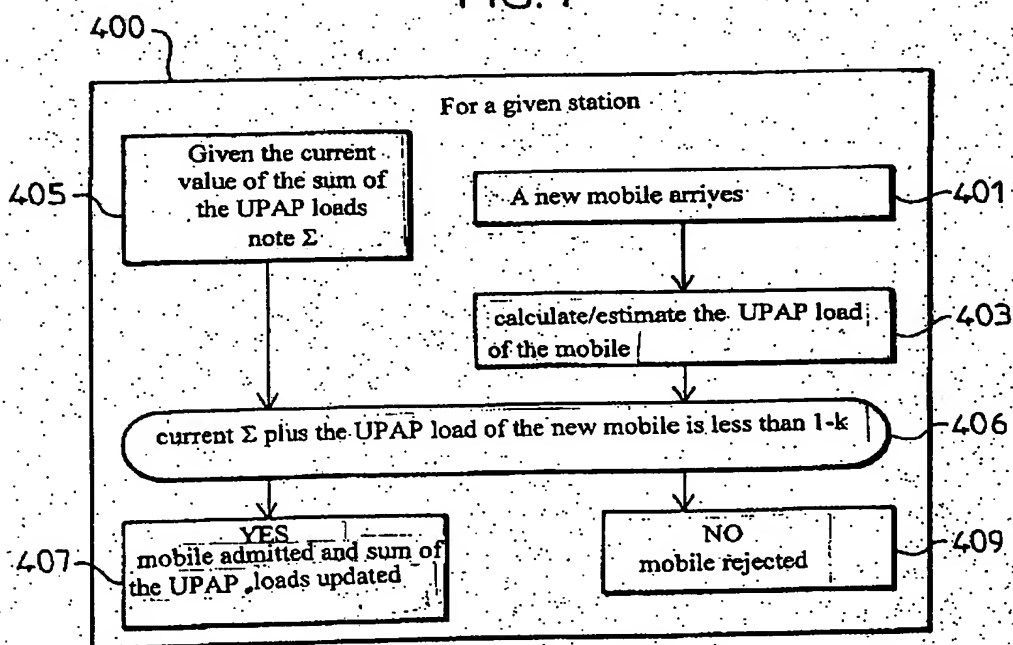 400
For a given station
Given the current
value of the sum of
the UPAP loads
note Σ
405
A new mobile arrives
401
calculate/estimate the UPAP load
of the mobile
403
current Σ plus the UPAP load of the new mobile is less than 1-k
406
YES
mobile admitted and sum of
the UPAP loads updated
407
NO
mobile rejected
409